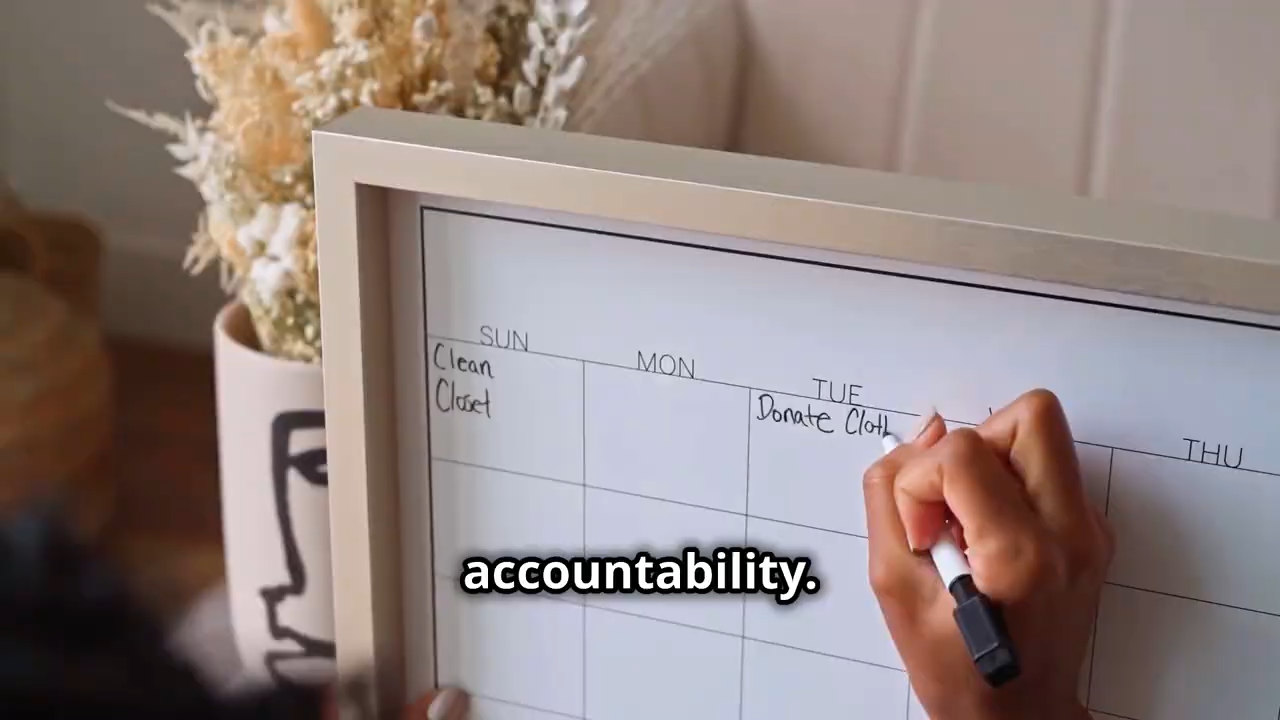 SUN
MON
TUE
THU
Clean
Closet
Donate Cloth
accountability.